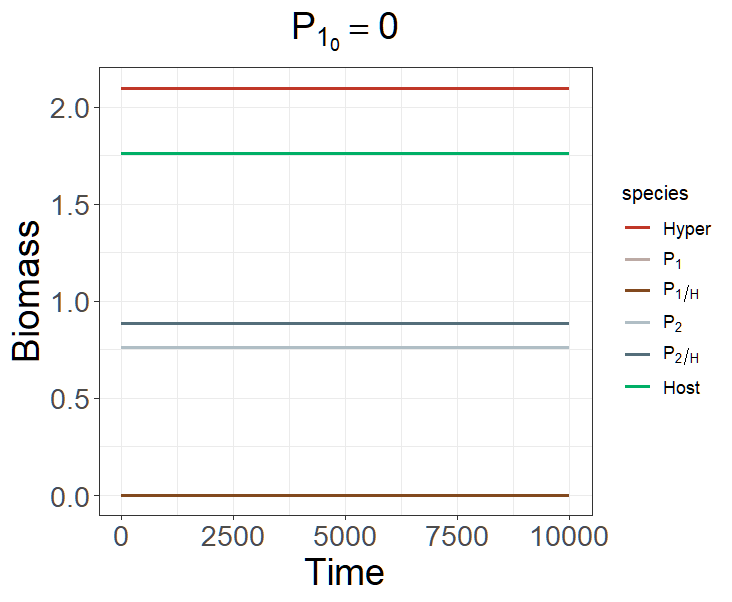 P₁₀ = 0
Biomass
2.0
1.5
1.0
0.5
0.0
0 2500 5000 7500 10000
Time
species
Hyper
P₁
P₁/H
P₂
P₂/H
Host